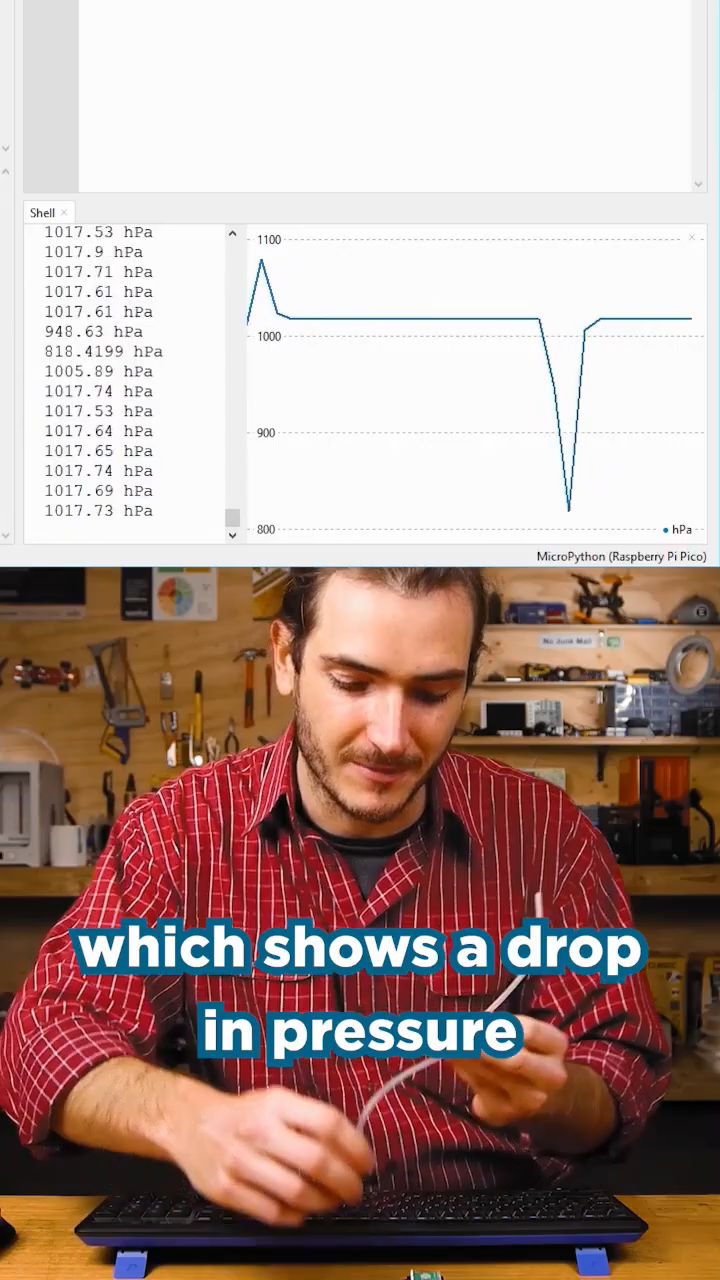 Shell
1017.53 hPa
1017.9 hPa
1017.71 hPa
1017.61 hPa
1017.61 hPa
948.63 hPa
818.4199 hPa
1005.89 hPa
1017.74 hPa
1017.53 hPa
1017.64 hPa
1017.65 hPa
1017.74 hPa
1017.69 hPa
1017.73 hPa
1100
1000
900
800
hPa
MicroPython (Raspberry Pi Pico)
No Junk Mail
which shows a drop
in pressure